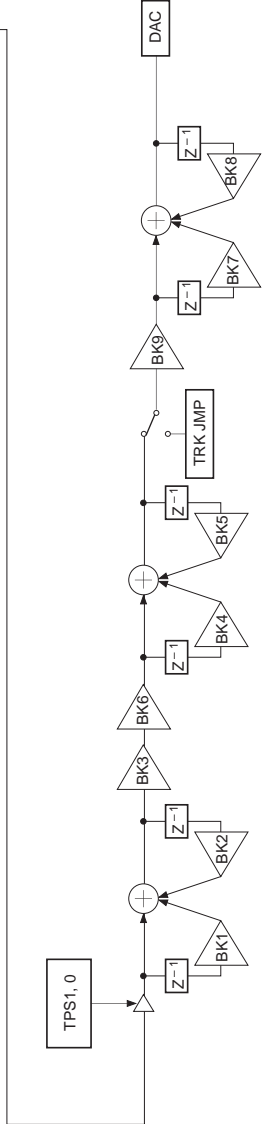 TPS1, 0
Z⁻¹
BK1
BK2
Z⁻¹
BK3
BK6
Z⁻¹
BK4
BK5
Z⁻¹
TRK JMP
BK9
Z⁻¹
BK7
BK8
Z⁻¹
DAC